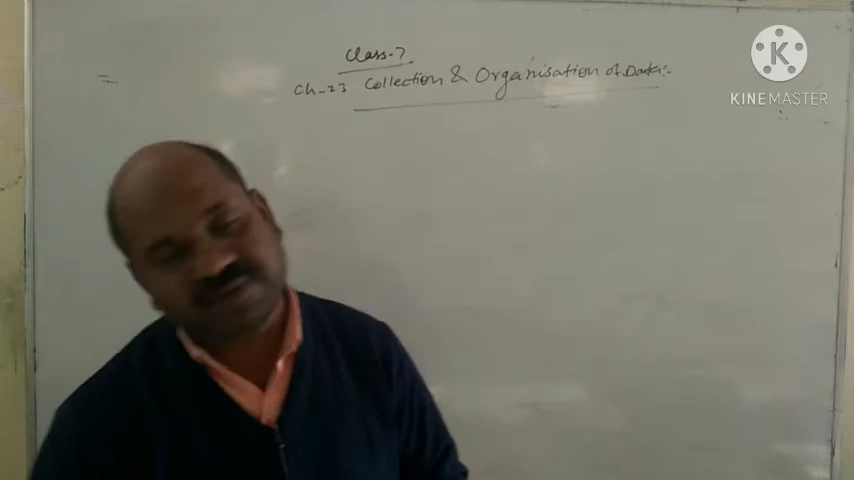 Class-7
Ch-23 Collection & Organisation of Data:-
K
KINEMASTER